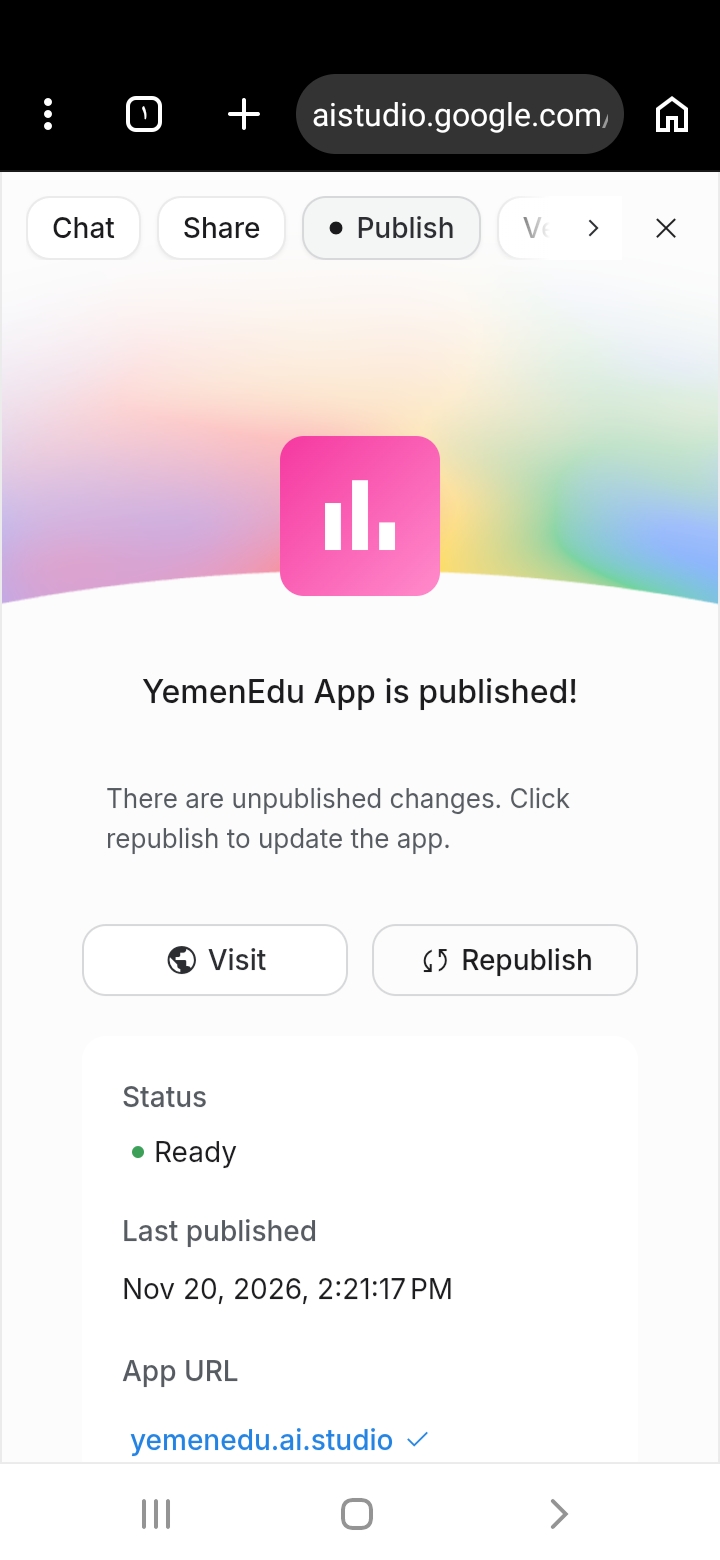 ١
aistudio.google.com/
Chat
Share
Publish
Ve
YemenEdu App is published!
There are unpublished changes. Click
republish to update the app.
Visit
Republish
Status
Ready
Last published
Nov 20, 2026, 2:21:17 PM
App URL
yemenedu.ai.studio